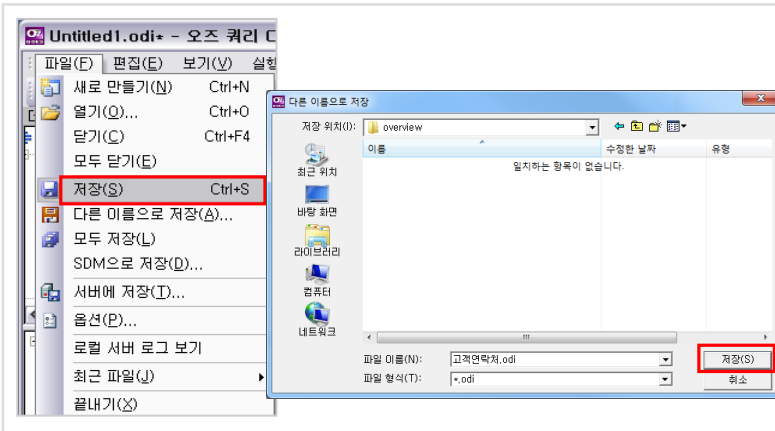 Untitled1.odi* - 오즈 쿼리 D
파일(F) 편집(E) 보기(V) 실행
새로 만들기(N) Ctrl+N
열기(O)... Ctrl+O
닫기(C) Ctrl+F4
모두 닫기(E)
저장(S) Ctrl+S
다른 이름으로 저장(A)...
모두 저장(L)
SDM으로 저장(D)...
서버에 저장(T)...
옵션(P)...
로컬 서버 로그 보기
최근 파일(J)
끝내기(X)
다른 이름으로 저장
저장 위치(I): overview
이름 수정한 날짜 유형
일치하는 항목이 없습니다.
최근 위치
바탕 화면
라이브러리
컴퓨터
네트워크
파일 이름(N): 고객연락처.odi 저장(S)
파일 형식(T): *.odi 취소